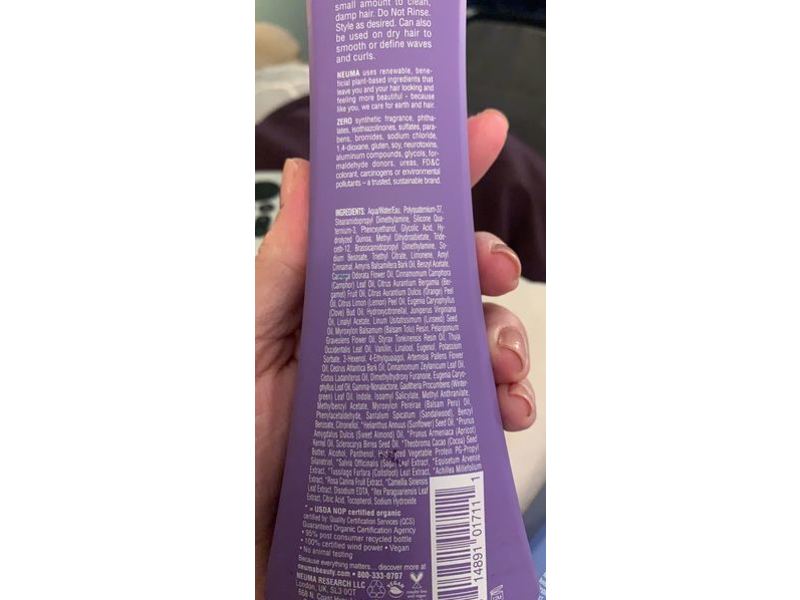 small amount to clean,
damp hair. Do Not Rinse.
Style as desired. Can also
be used on dry hair to
smooth or define waves
and curls.
NEUMA uses renewable, bene-
ficial plant-based ingredients that
leave you and your hair looking and
feeling more beautiful - because
like you, we care for earth and hair.
ZERO synthetic fragrance, phtha-
lates, isothiazolinones, sulfates, para-
bens, bromides, sodium chloride,
1,4-dioxane, gluten, soy, neurotoxins,
aluminum compounds, glycols, for-
maldehyde donors, ureas, FD&C
colorant, carcinogens or environmental
pollutants – a trusted, sustainable brand.
INGREDIENTS: Aqua/Water/Eau, Polyquaternium-37,
Stearamidopropyl Dimethylamine, Silicone Qua-
ternium-3, Phenoxyethanol, Glycolic Acid, Hy-
drolyzed Quinoa, Methyl Dihydroabietate, Tride-
ceth-12, Brassicamidopropyl Dimethylamine, So-
dium Benzoate, Triethyl Citrate, Limonene, Amyl
Cinnamal, Amyris Balsamifera Bark Oil, Benzyl Acetate,
Cananga Odorata Flower Oil, Cinnamomum Camphora
(Camphor) Leaf Oil, Citrus Aurantium Bergamia (Ber-
gamot) Fruit Oil, Citrus Aurantium Dulcis (Orange) Peel
Oil, Citrus Limon (Lemon) Peel Oil, Eugenia Caryophyllus
(Clove) Bud Oil, Hydroxycitronellal, Juniperus Virginiana
Oil, Linalyl Acetate, Linum Usitatissimum (Linseed) Seed
Oil, Myroxylon Balsamum (Balsam Tolu) Resin, Pelargonium
Graveolens Flower Oil, Styrax Tonkinensis Resin Oil, Thuja
Occidentalis Leaf Oil, Vanillin, Linalool, Eugenol, Potassium
Sorbate, 3-Hexenol, 4-Ethylguaiacol, Artemisia Pallens Flower
Oil, Cedrus Atlantica Bark Oil, Cinnamomum Zeylanicum Leaf Oil,
Cistus Ladaniferus Oil, Dimethylhydroxy Furanone, Eugenia Caryo-
phyllus Leaf Oil, Gamma-Nonalactone, Gaultheria Procumbens (Winter-
green) Leaf Oil, Indole, Isoamyl Salicylate, Methyl Anthranilate,
Methylbenzyl Acetate, Myroxylon Pereirae (Balsam Peru) Oil,
Phenylacetaldehyde, Santalum Spicatum (Sandalwood), Benzyl
Benzoate, Citronellol, *Helianthus Annuus (Sunflower) Seed Oil, *Prunus
Amygdalus Dulcis (Sweet Almond) Oil, *Prunus Armeniaca (Apricot)
Kernel Oil, Sclerocarya Birrea Seed Oil, *Theobroma Cacao (Cocoa) Seed
Butter, Alcohol, Panthenol, Vegetable Protein PG-Propyl
Silanetriol, *Salvia Officinalis (Sage) Leaf Extract, *Equisetum Arvense
Extract, *Tussilago Farfara (Coltsfoot) Leaf Extract, *Achillea Millefolium
Extract, *Rosa Canina Fruit Extract, *Camellia Sinensis
Leaf Extract, Disodium EDTA, *Ilex Paraguariensis Leaf
Extract, Citric Acid, Tocopherol, Sodium Hydroxide
* = USDA NOP certified organic
certified by: Quality Certification Services (QCS)
Guaranteed Organic Certification Agency
• 95% post consumer recycled bottle
• 100% certified wind power • Vegan
• No animal testing
Because everything matters... discover more at
neumabeauty.com • 800-333-0707
NEUMA RESEARCH LLC
London, UK, SL3 0QT
668 N. Coast
14891 01711 1